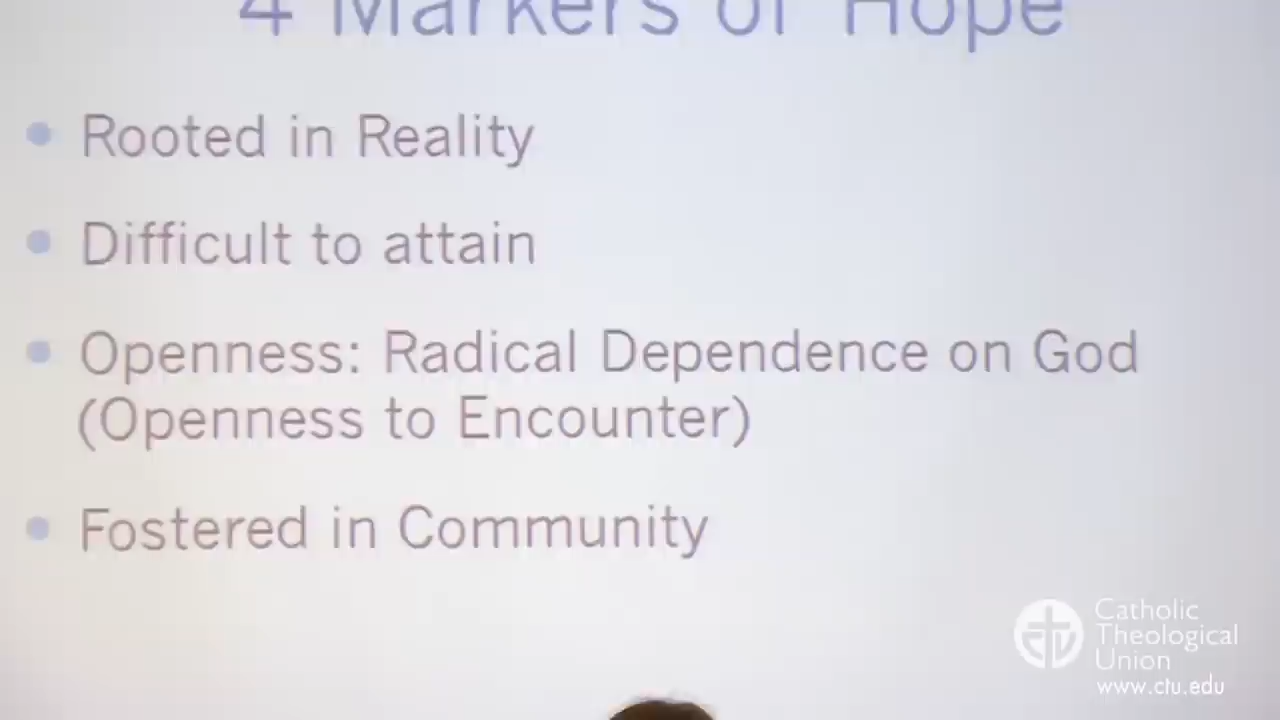 4 Markers of Hope
Rooted in Reality
Difficult to attain
Openness: Radical Dependence on God
(Openness to Encounter)
Fostered in Community
Catholic
Theological
Union
www.ctu.edu